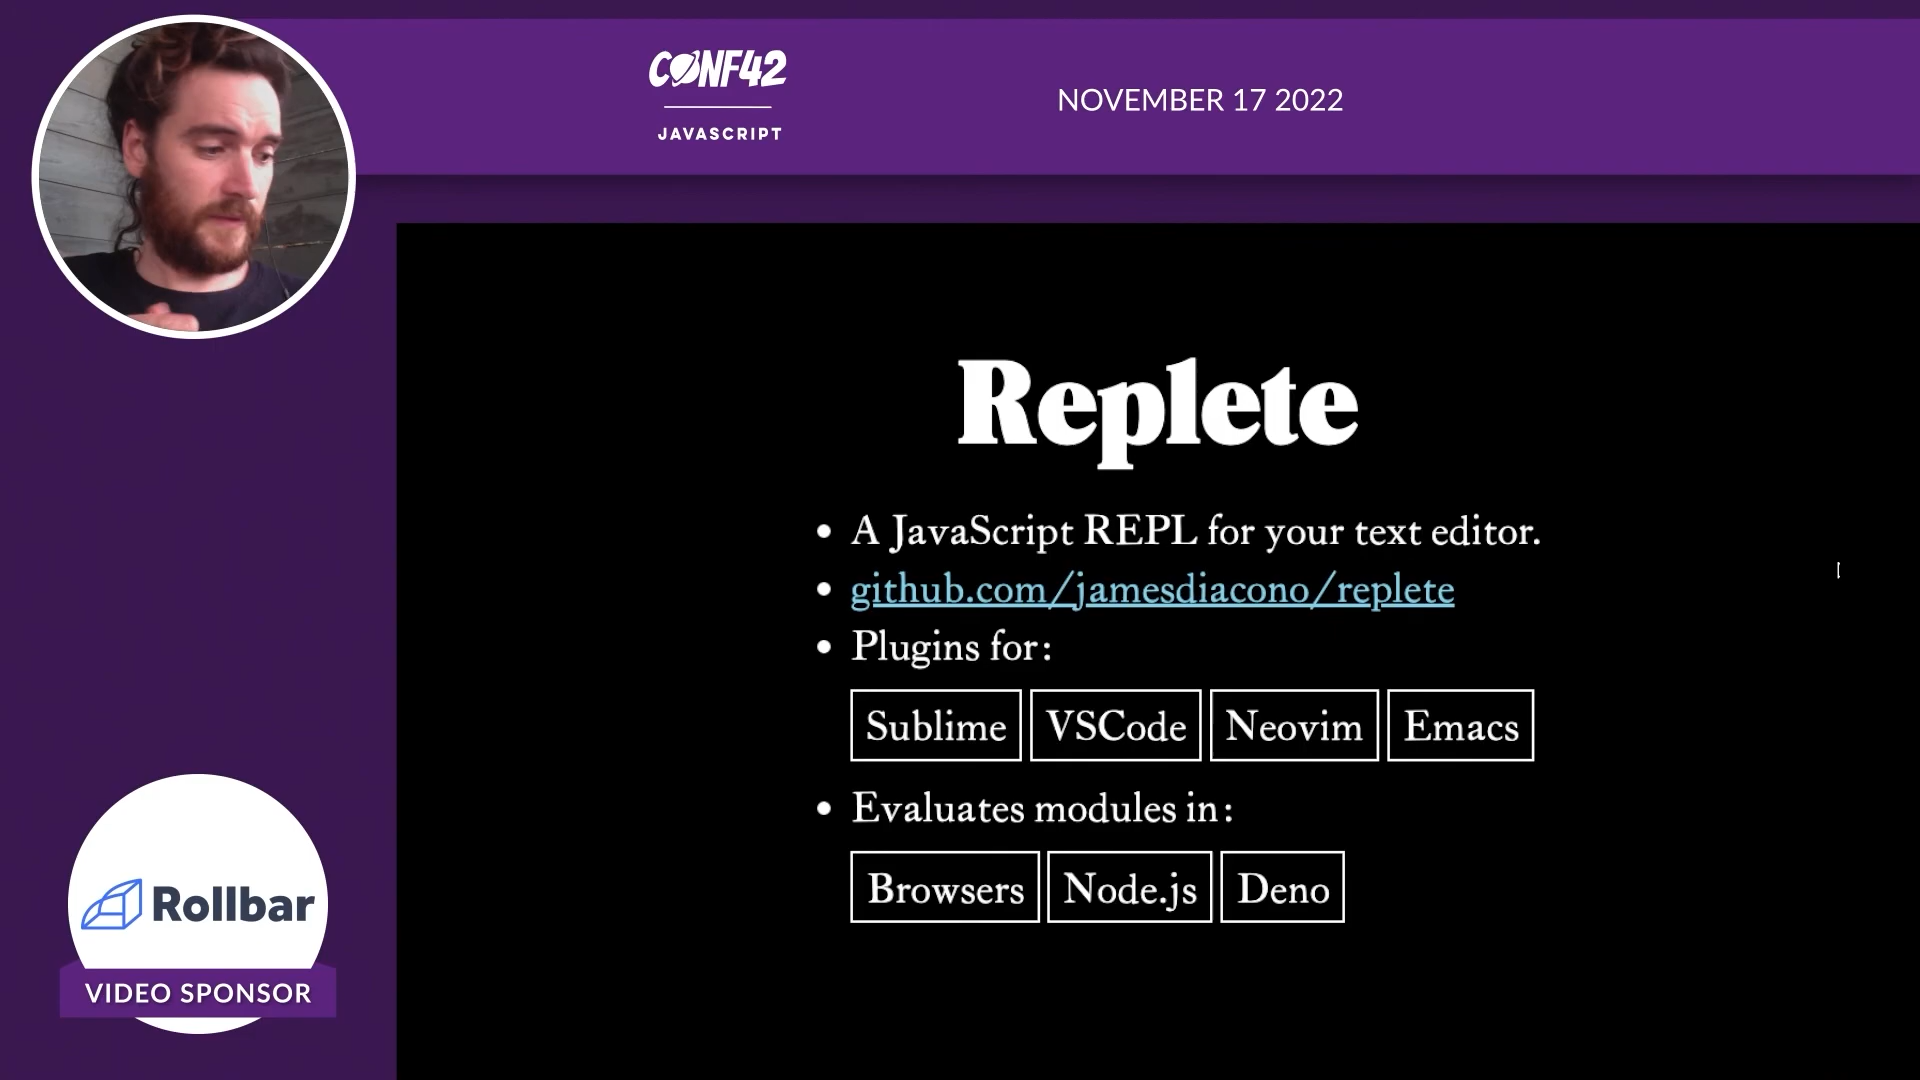 CONF42
JAVASCRIPT
NOVEMBER 17 2022
Replete
• A JavaScript REPL for your text editor.
• github.com/jamesdiacono/replete
• Plugins for:
Sublime VSCode Neovim Emacs
• Evaluates modules in:
Browsers Node.js Deno
Rollbar
VIDEO SPONSOR